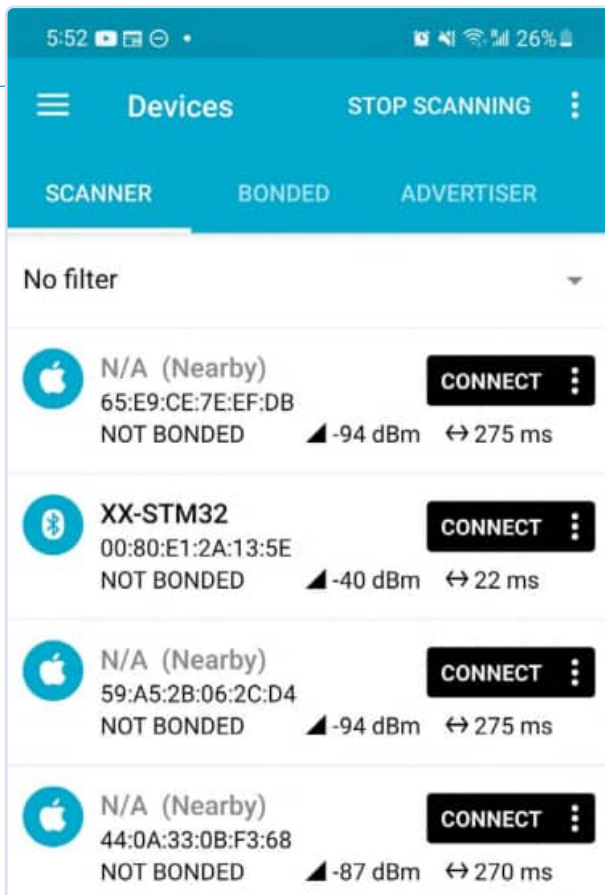 5:52 26%
Devices STOP SCANNING
SCANNER BONDED ADVERTISER
No filter
N/A (Nearby) CONNECT
65:E9:CE:7E:EF:DB
NOT BONDED -94 dBm 275 ms
XX-STM32 CONNECT
00:80:E1:2A:13:5E
NOT BONDED -40 dBm 22 ms
N/A (Nearby) CONNECT
59:A5:2B:06:2C:D4
NOT BONDED -94 dBm 275 ms
N/A (Nearby) CONNECT
44:0A:33:0B:F3:68
NOT BONDED -87 dBm 270 ms